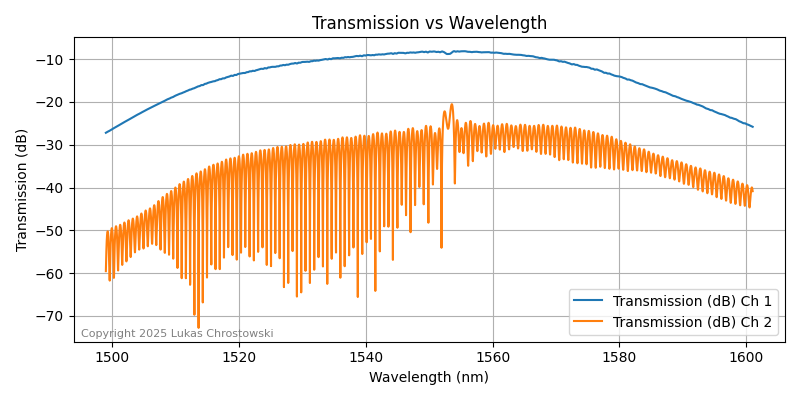 Transmission vs Wavelength
Transmission (dB)
−10
−20
−30
−40
−50
−60
−70
Copyright 2025 Lukas Chrostowski
Transmission (dB) Ch 1
Transmission (dB) Ch 2
1500 1520 1540 1560 1580 1600
Wavelength (nm)